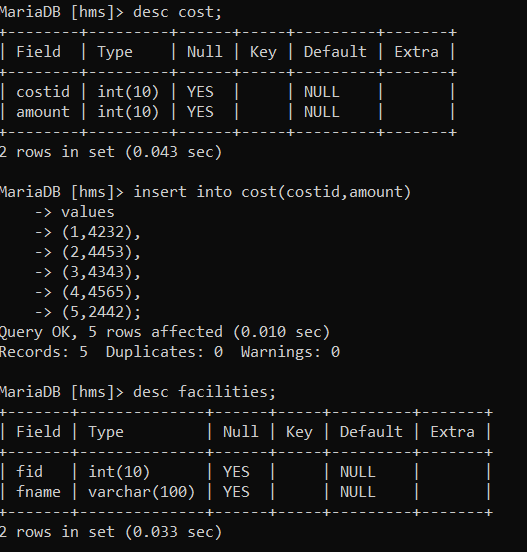 MariaDB [hms]> desc cost;
+--------+---------+------+-----+---------+-------+
| Field  | Type    | Null | Key | Default | Extra |
+--------+---------+------+-----+---------+-------+
| costid | int(10) | YES  |     | NULL    |       |
| amount | int(10) | YES  |     | NULL    |       |
+--------+---------+------+-----+---------+-------+
2 rows in set (0.043 sec)
MariaDB [hms]> insert into cost(costid,amount)
    -> values
    -> (1,4232),
    -> (2,4453),
    -> (3,4343),
    -> (4,4565),
    -> (5,2442);
Query OK, 5 rows affected (0.010 sec)
Records: 5  Duplicates: 0  Warnings: 0
MariaDB [hms]> desc facilities;
+-------+--------------+------+-----+---------+-------+
| Field | Type         | Null | Key | Default | Extra |
+-------+--------------+------+-----+---------+-------+
| fid   | int(10)      | YES  |     | NULL    |       |
| fname | varchar(100) | YES  |     | NULL    |       |
+-------+--------------+------+-----+---------+-------+
2 rows in set (0.033 sec)